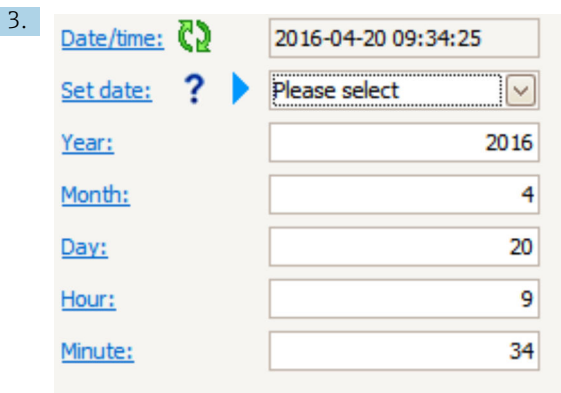 3.
Date/time: 2016-04-20 09:34:25
Set date: ? Please select
Year: 2016
Month: 4
Day: 20
Hour: 9
Minute: 34